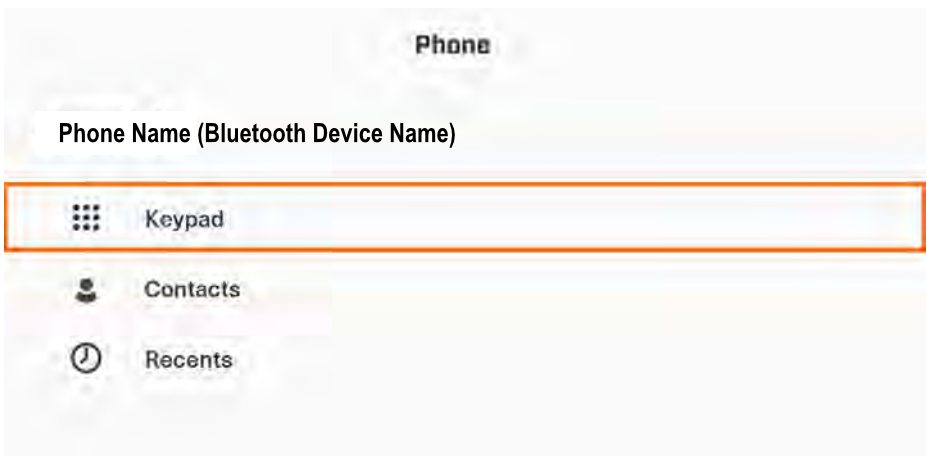 Phone
Phone Name (Bluetooth Device Name)
Keypad
Contacts
Recents